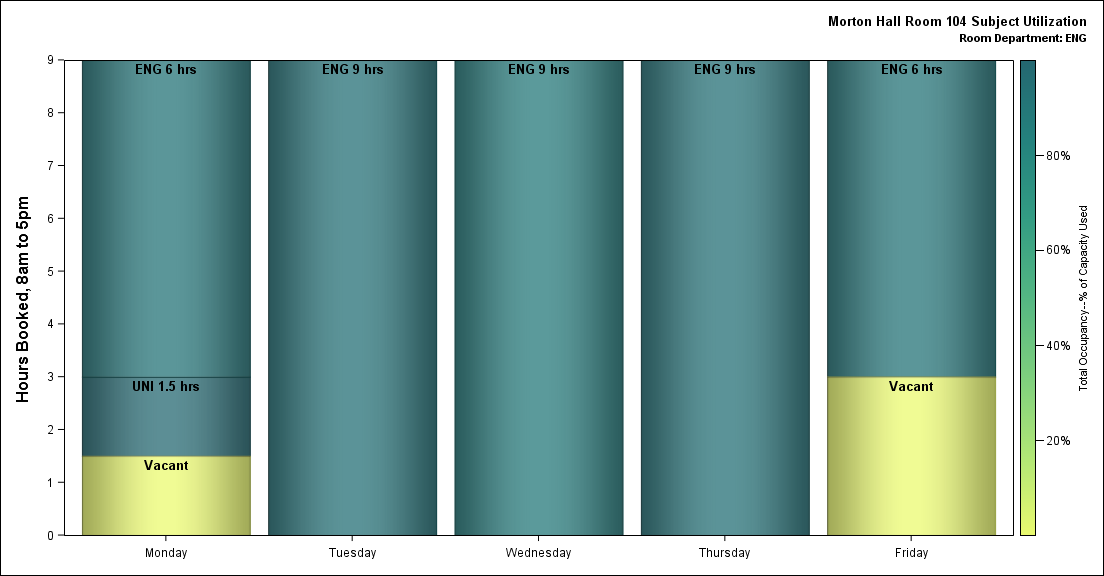 Morton Hall Room 104 Subject Utilization
Room Department: ENG
Hours Booked, 8am to 5pm
9
8
7
6
5
4
3
2
1
0
ENG 6 hrs
UNI 1.5 hrs
Vacant
ENG 9 hrs
ENG 9 hrs
ENG 9 hrs
ENG 6 hrs
Vacant
Monday
Tuesday
Wednesday
Thursday
Friday
80%
60%
40%
20%
Total Occupancy--% of Capacity Used